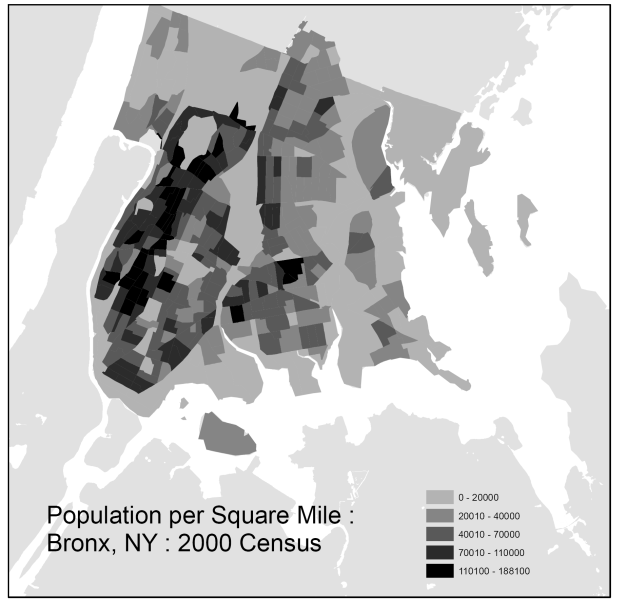 Population per Square Mile :
Bronx, NY : 2000 Census
0 - 20000
20010 - 40000
40010 - 70000
70010 - 110000
110100 - 188100